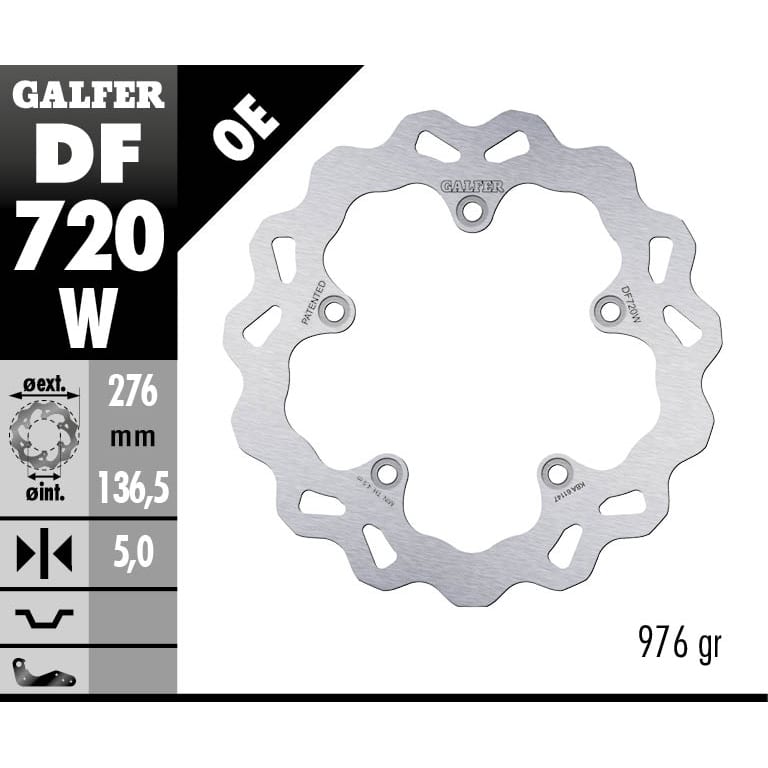 GALFER
DF
720
W
OE
øext.
276
mm
øint.
136,5
5,0
GALFER
PATENTED
DF720W
MIN. TH. 4.5 m
KBA 61147
976 gr